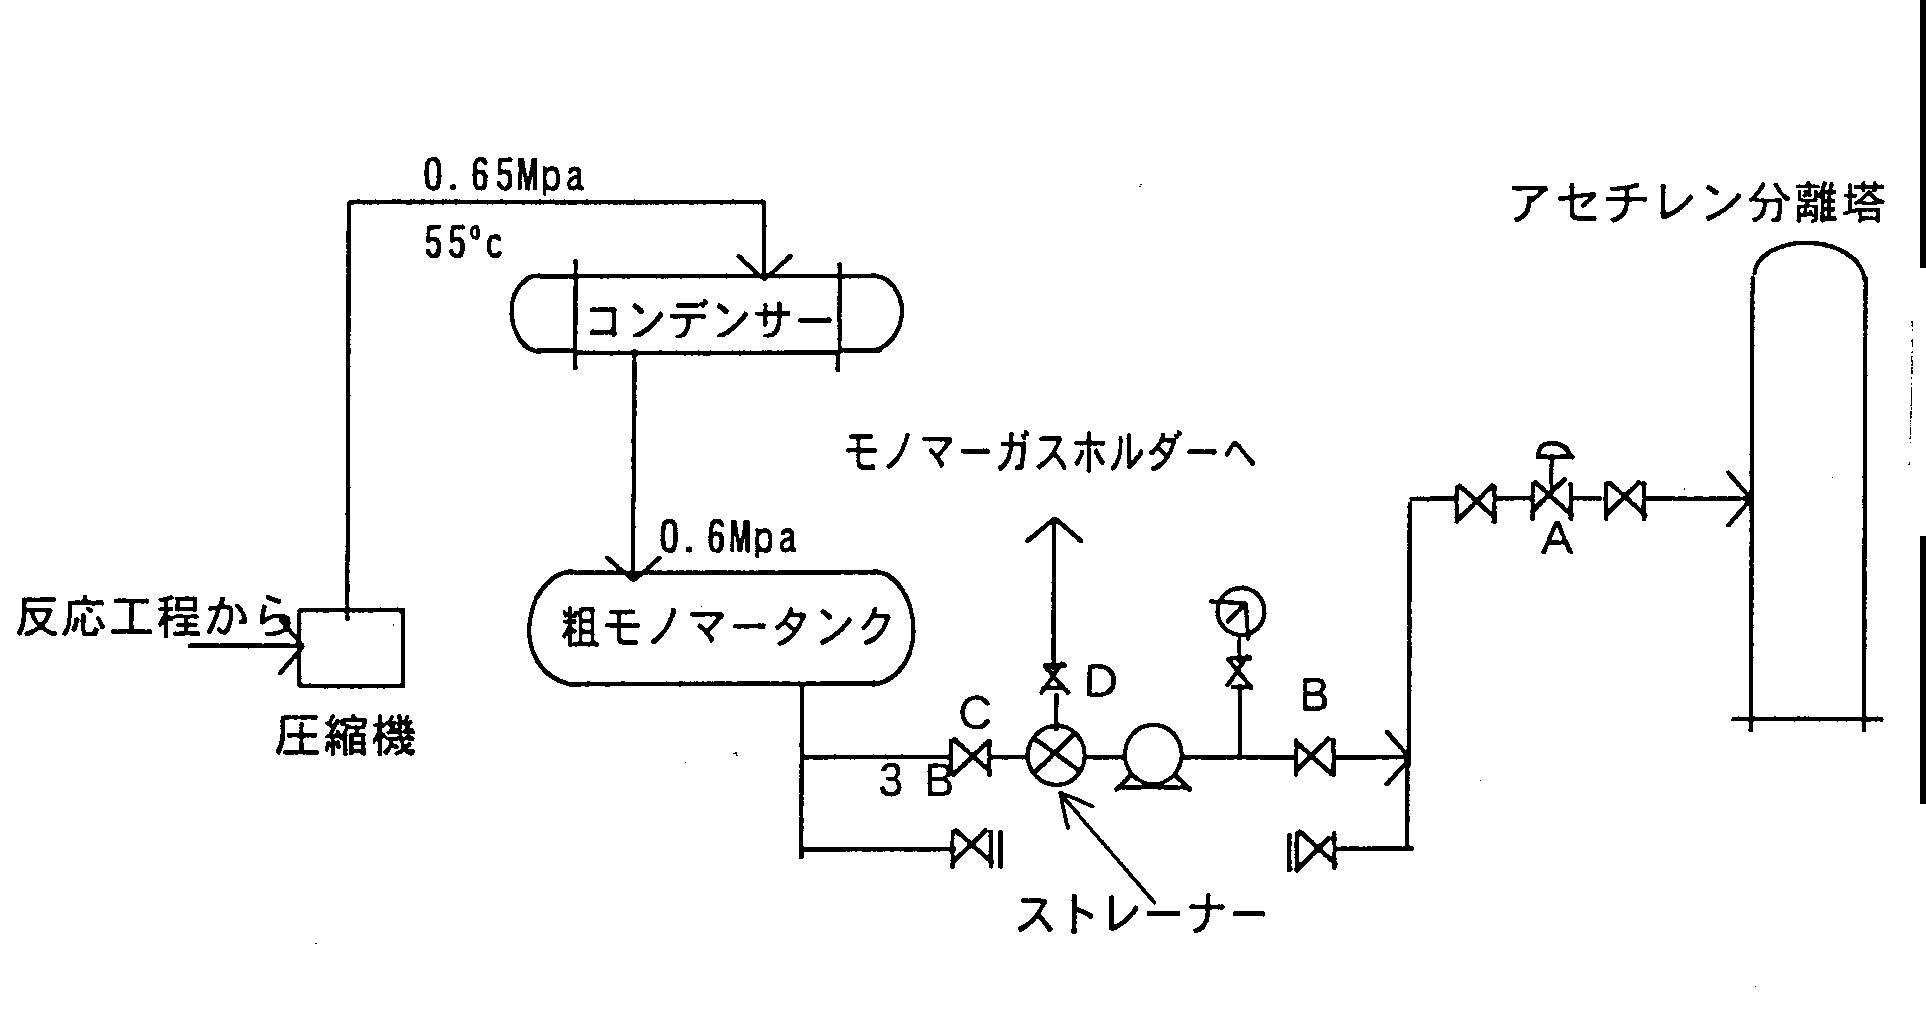 0.65Mpa
55°c
アセチレン分離塔
コンデンサー
モノマーガスホルダーへ
0.6Mpa
A
反応工程から
粗モノマータンク
圧縮機
C
D
B
3 B
ストレーナー